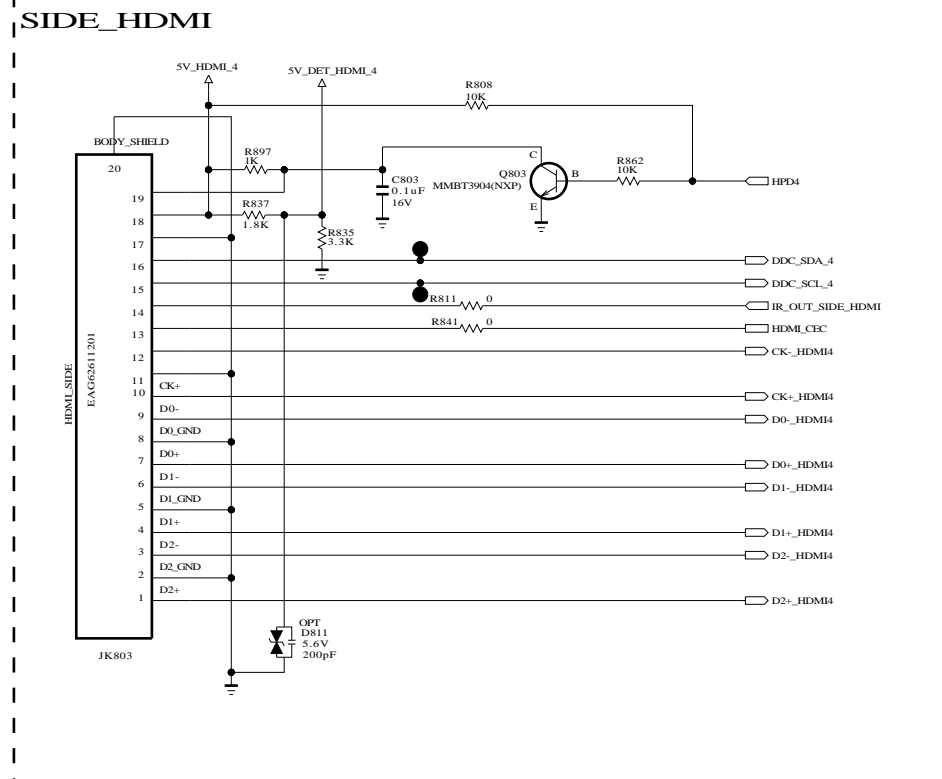 SIDE_HDMI
5V_HDMI_4
5V_DET_HDMI_4
R808
10K
BODY_SHIELD
20
R897
1K
C803
0.1uF
16V
C
Q803
MMBT3904(NXP)
B
E
R862
10K
HPD4
19
18
R837
1.8K
R835
3.3K
17
16
DDC_SDA_4
15
DDC_SCL_4
14
R811
0
IR_OUT_SIDE_HDMI
13
R841
0
HDMI_CEC
12
CK-_HDMI4
11
10
CK+
CK+_HDMI4
9
D0-
D0-_HDMI4
8
D0_GND
7
D0+
D0+_HDMI4
6
D1-
D1-_HDMI4
5
D1_GND
4
D1+
D1+_HDMI4
3
D2-
D2-_HDMI4
2
D2_GND
1
D2+
D2+_HDMI4
HDMI_SIDE
EAG62611201
JK803
OPT
D811
5.6V
200pF